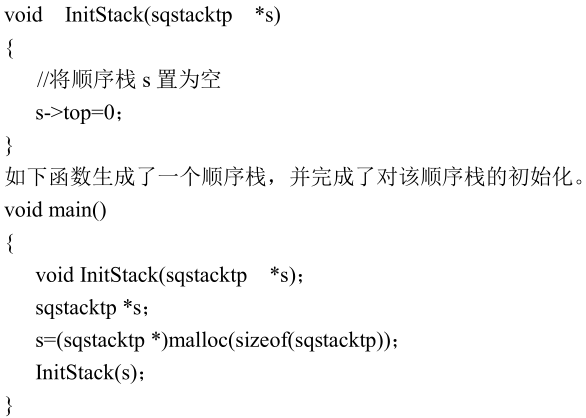 void InitStack(sqstacktp *s)
{
//将顺序栈 s 置为空
s->top=0；
}
如下函数生成了一个顺序栈，并完成了对该顺序栈的初始化。
void main()
{
void InitStack(sqstacktp *s)；
sqstacktp *s；
s=(sqstacktp *)malloc(sizeof(sqstacktp))；
InitStack(s)；
}